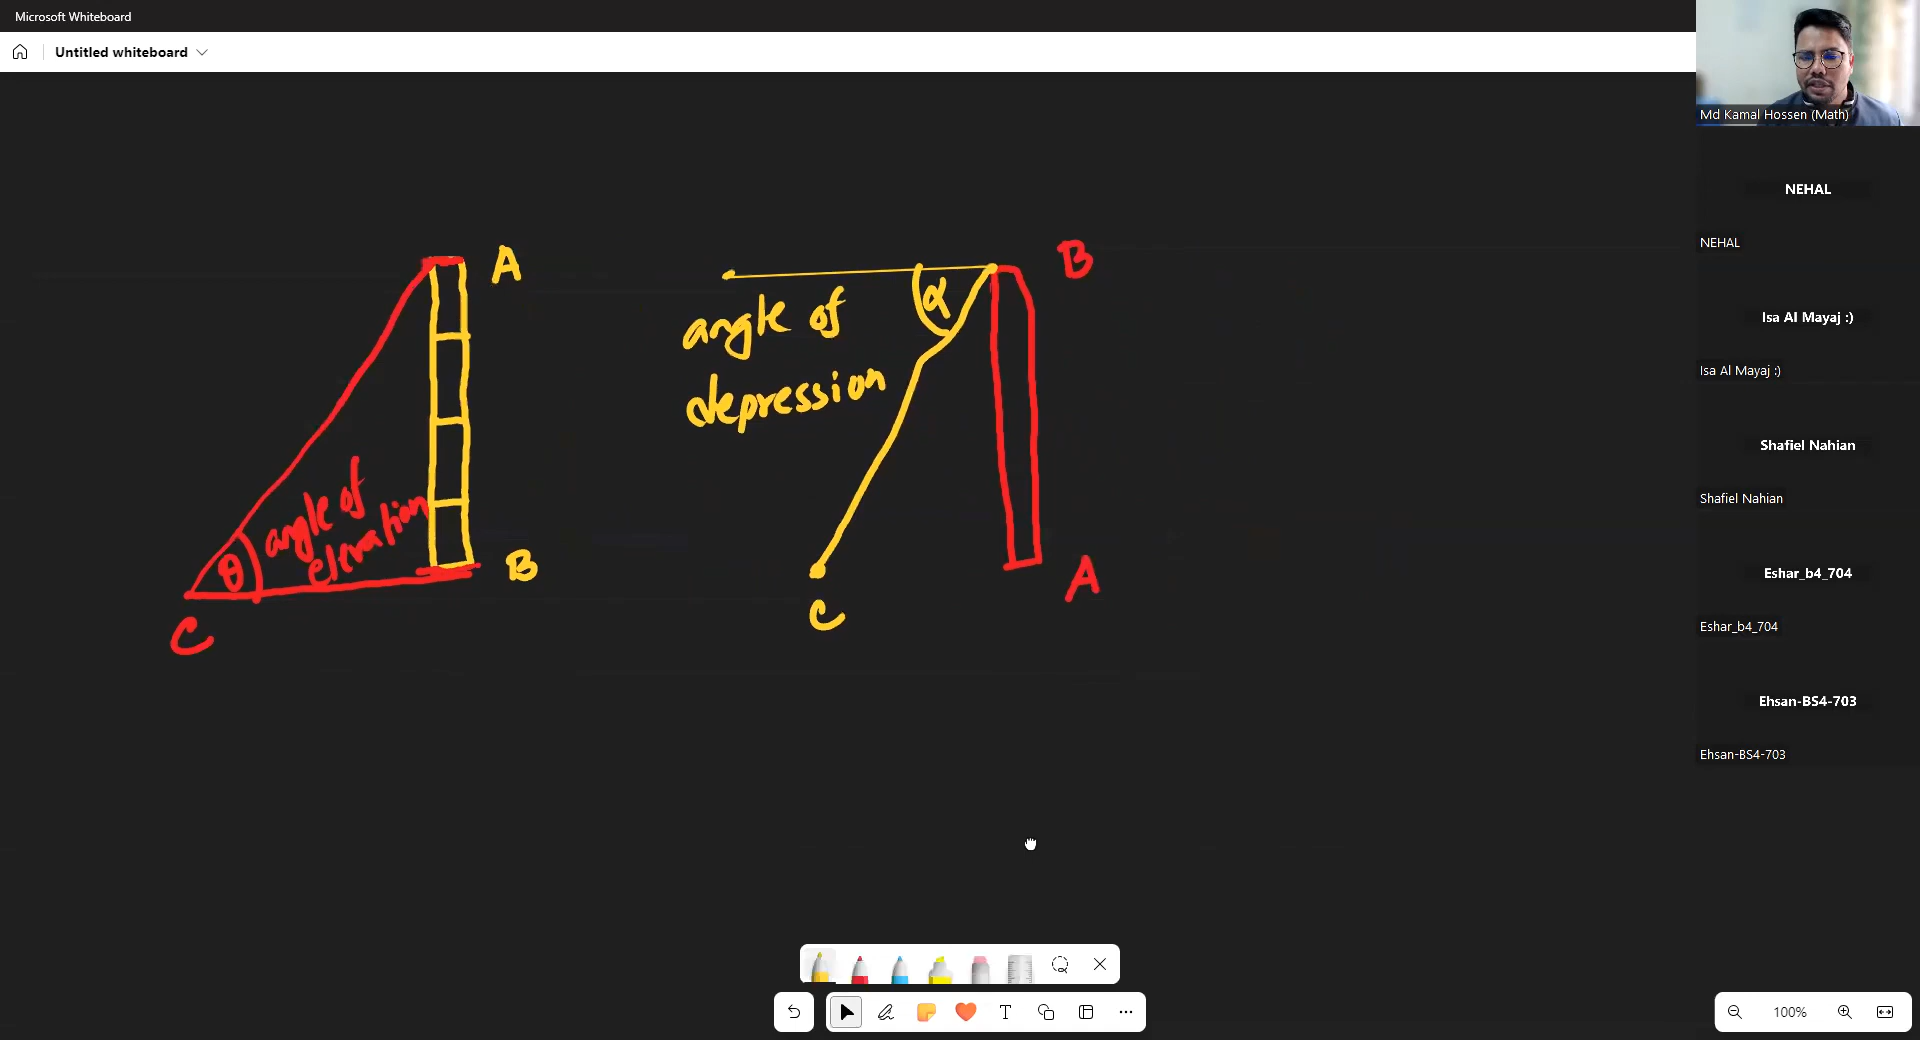 Microsoft Whiteboard
Untitled whiteboard
Md Kamal Hossen (Math)
NEHAL
NEHAL
Isa Al Mayaj :)
Isa Al Mayaj :)
Shafiel Nahian
Shafiel Nahian
Eshar_b4_704
Eshar_b4_704
Ehsan-BS4-703
Ehsan-BS4-703
A
angle of
elevation
θ
B
C
B
α
angle of
depression
A
C
T
100%